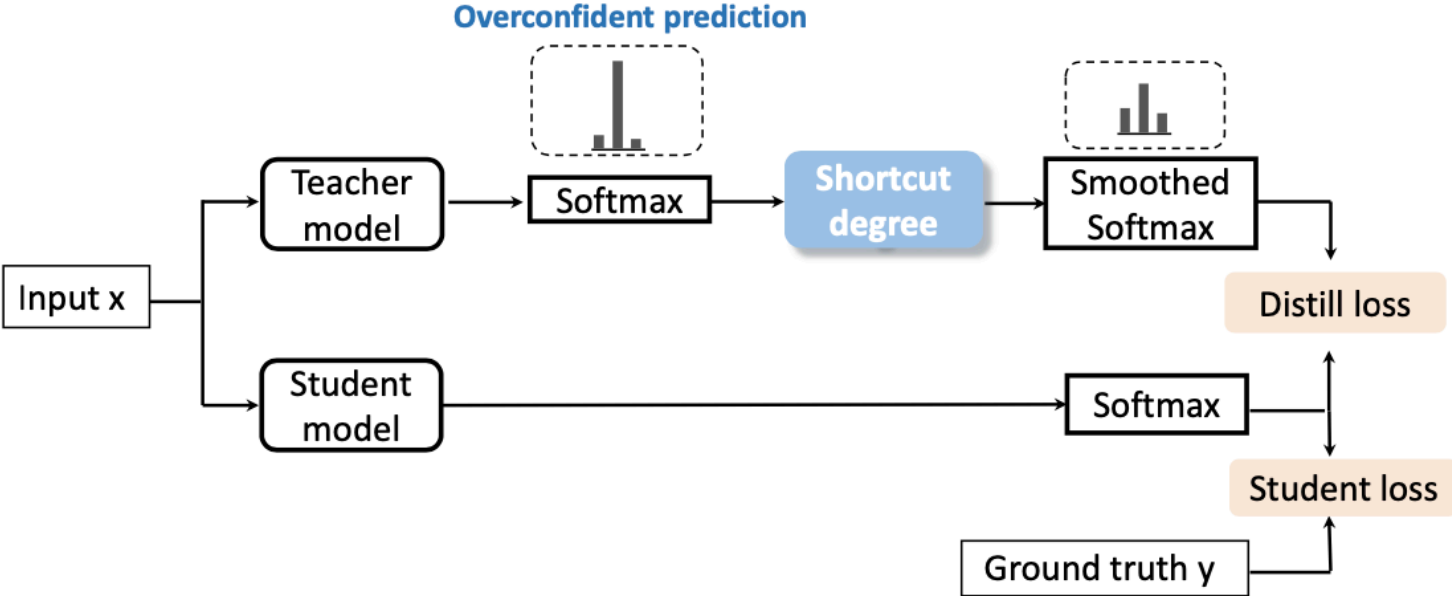 Overconfident prediction
Teacher
model
Softmax
Shortcut
degree
Smoothed
Softmax
Input x
Distill loss
Student
model
Softmax
Student loss
Ground truth y